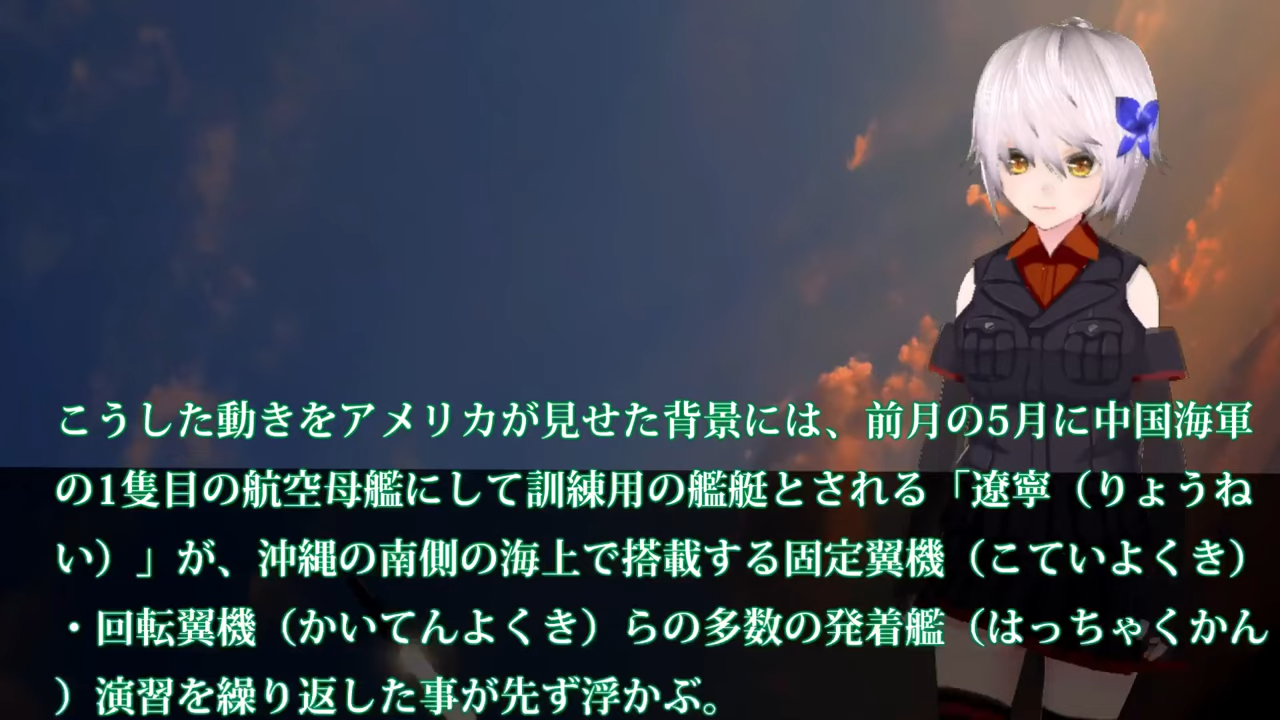 こうした動きをアメリカが見せた背景には、前月の5月に中国海軍
の1隻目の航空母艦にして訓練用の艦艇とされる「遼寧（りょうね
い）」が、沖縄の南側の海上で搭載する固定翼機（こていよくき）
・回転翼機（かいてんよくき）らの多数の発着艦（はっちゃくかん
）演習を繰り返した事が先ず浮かぶ。